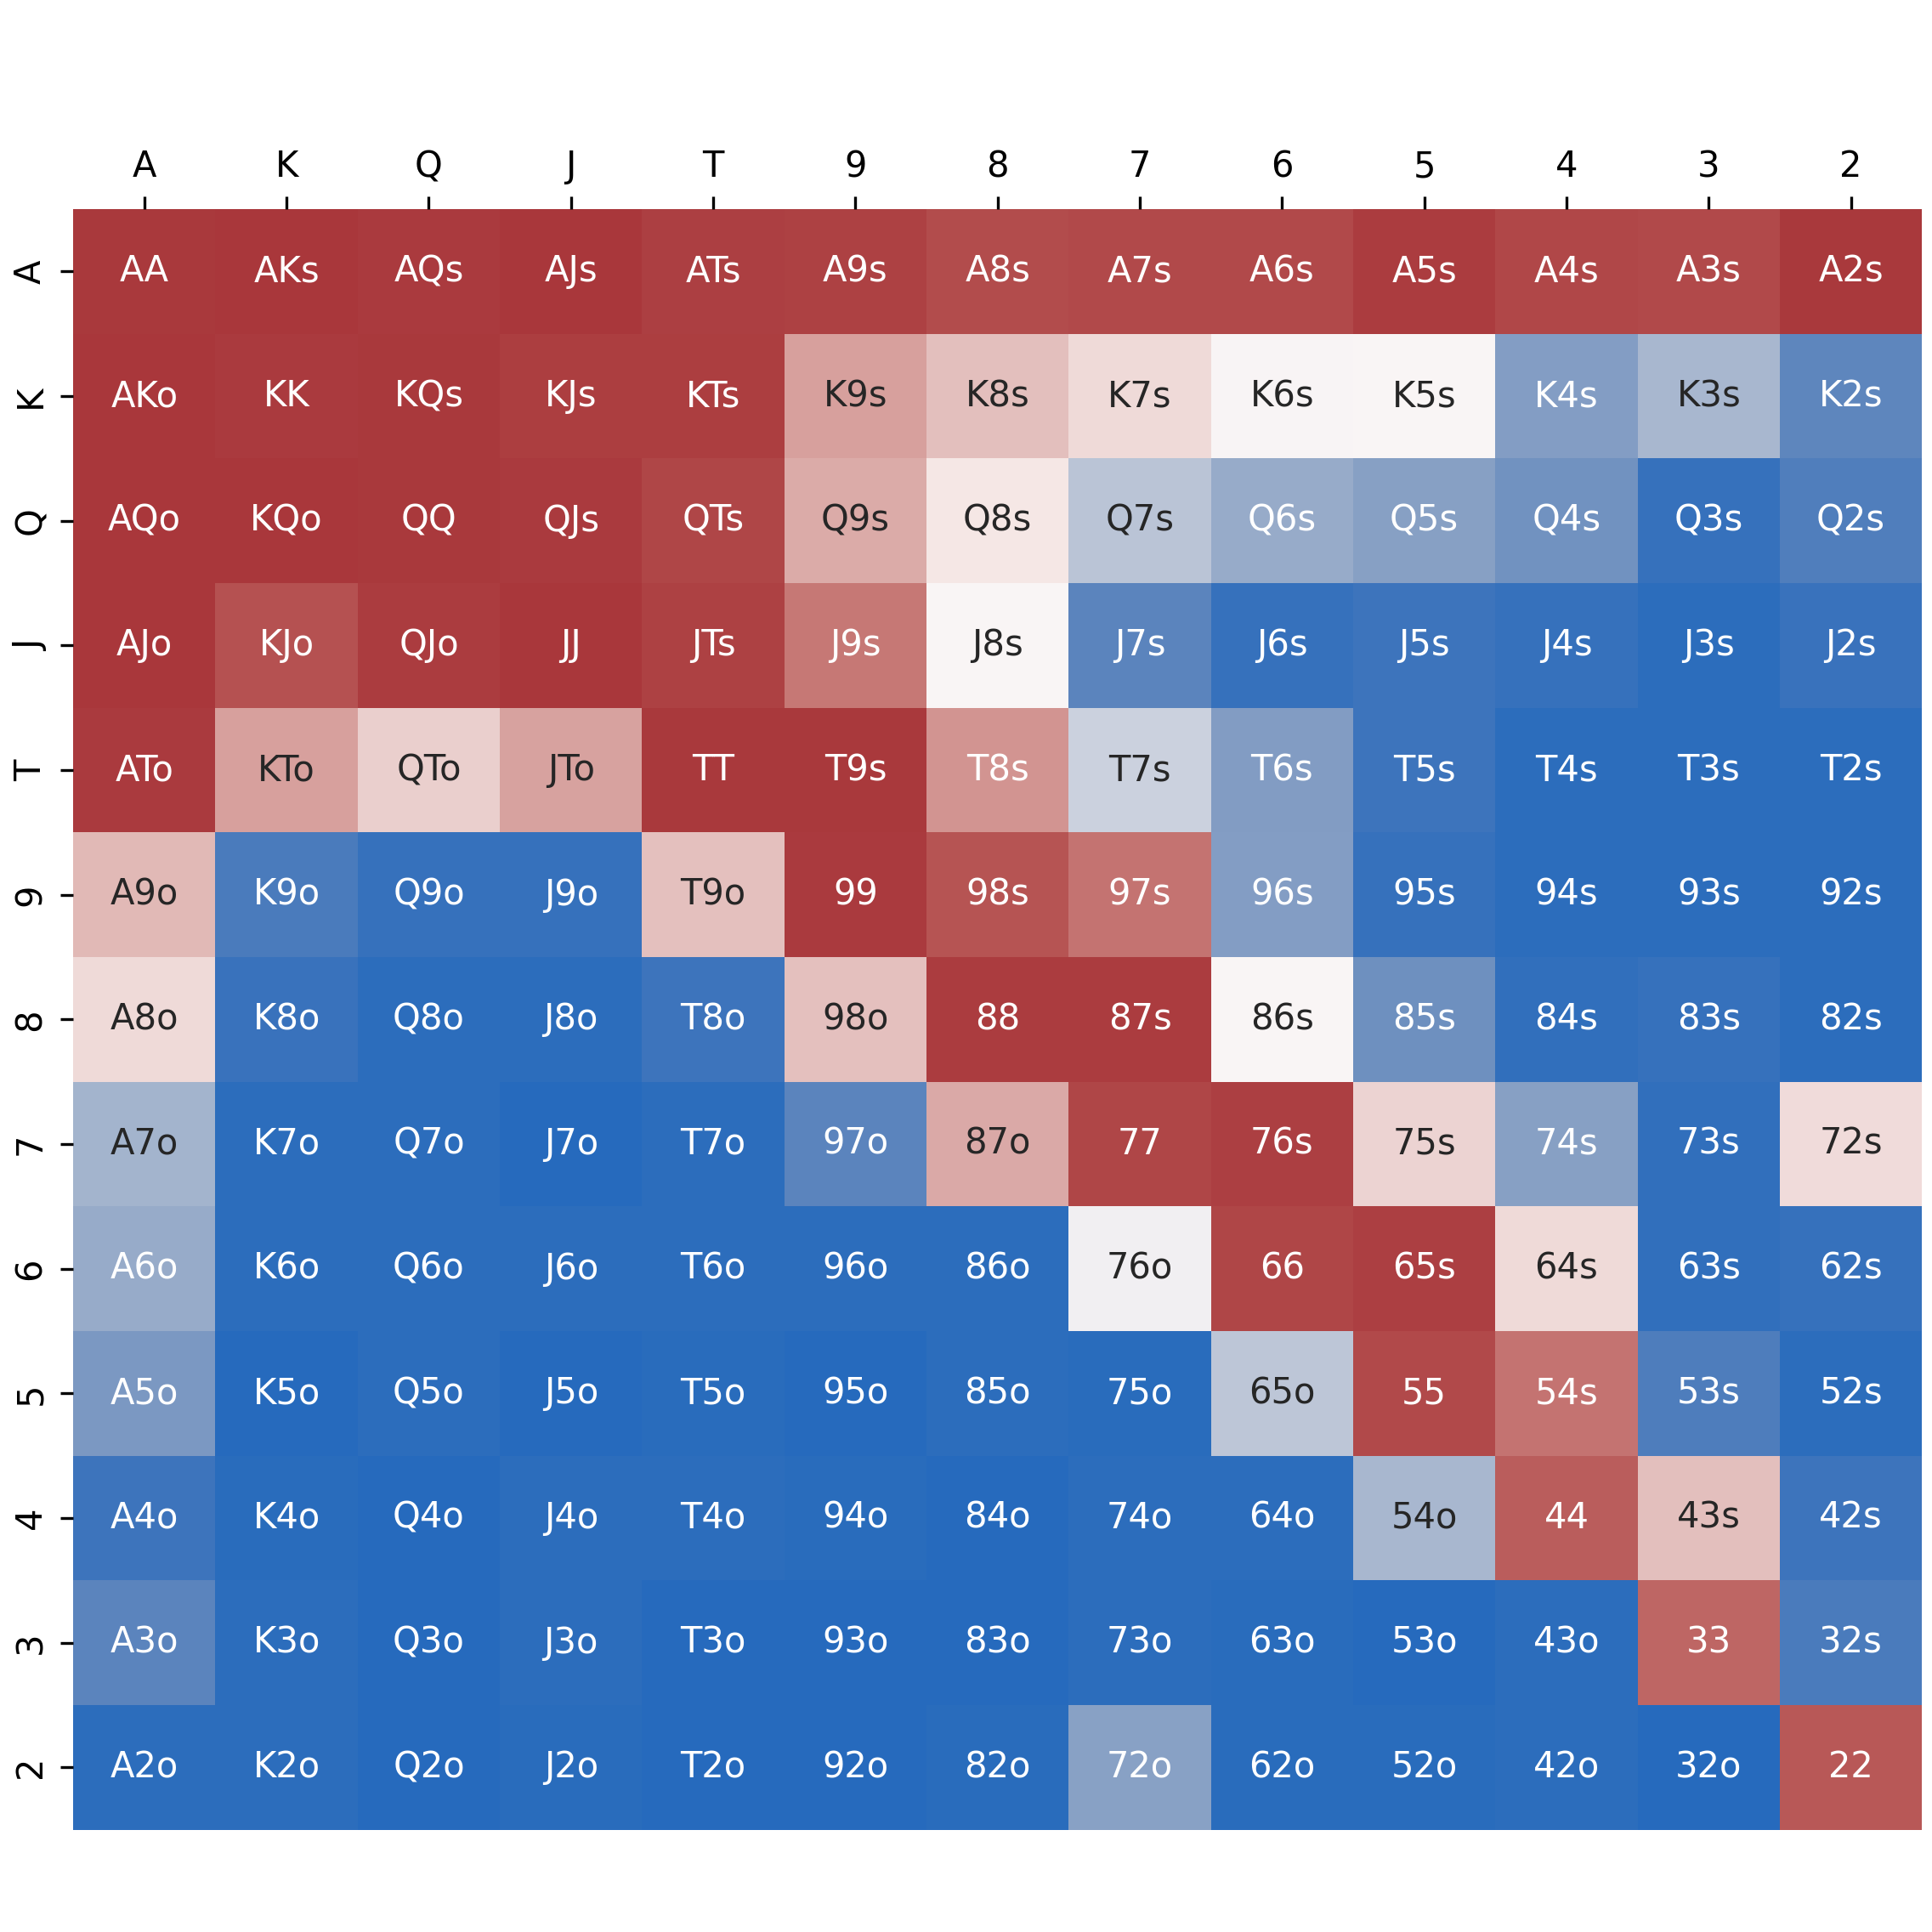 A K Q J T 9 8 7 6 5 4 3 2
A AA AKs AQs AJs ATs A9s A8s A7s A6s A5s A4s A3s A2s
K AKo KK KQs KJs KTs K9s K8s K7s K6s K5s K4s K3s K2s
Q AQo KQo QQ QJs QTs Q9s Q8s Q7s Q6s Q5s Q4s Q3s Q2s
J AJo KJo QJo JJ JTs J9s J8s J7s J6s J5s J4s J3s J2s
T ATo KTo QTo JTo TT T9s T8s T7s T6s T5s T4s T3s T2s
9 A9o K9o Q9o J9o T9o 99 98s 97s 96s 95s 94s 93s 92s
8 A8o K8o Q8o J8o T8o 98o 88 87s 86s 85s 84s 83s 82s
7 A7o K7o Q7o J7o T7o 97o 87o 77 76s 75s 74s 73s 72s
6 A6o K6o Q6o J6o T6o 96o 86o 76o 66 65s 64s 63s 62s
5 A5o K5o Q5o J5o T5o 95o 85o 75o 65o 55 54s 53s 52s
4 A4o K4o Q4o J4o T4o 94o 84o 74o 64o 54o 44 43s 42s
3 A3o K3o Q3o J3o T3o 93o 83o 73o 63o 53o 43o 33 32s
2 A2o K2o Q2o J2o T2o 92o 82o 72o 62o 52o 42o 32o 22